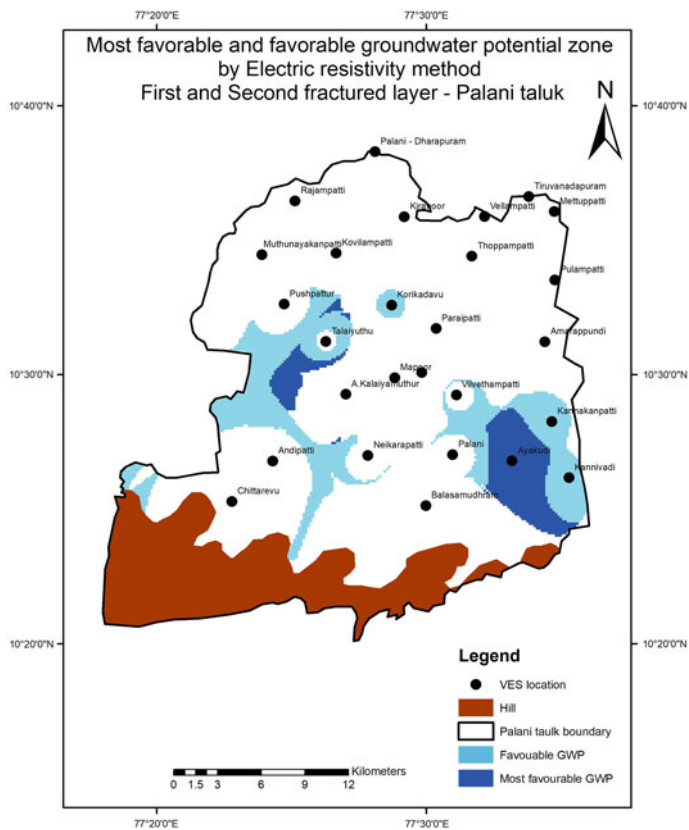 77°20'0"E
77°30'0"E
Most favorable and favorable groundwater potential zone
by Electric resistivity method
First and Second fractured layer - Palani taluk
N
10°40'0"N
10°40'0"N
Palani - Dharapuram
Rajampatti
Tiruvanadapuram
Mettuppatti
Kiranoor
Vellampatti
Muthunayakanpatti
Kovilampatti
Thoppampatti
Pulampatti
Pushpattur
Korikadavu
Paraipatti
Talaiyuthu
Amarappundi
10°30'0"N
10°30'0"N
Mapoor
A.Kalaiyamuthur
Vilvethampatti
Kannakanpatti
Andipatti
Neikarapatti
Palani
Ayakudi
Kannivadi
Chittarevu
Balasamudhram
10°20'0"N
10°20'0"N
Legend
VES location
Hill
Palani taulk boundary
Favouable GWP
Most favourable GWP
Kilometers
0 1.5 3 6 9 12
77°20'0"E
77°30'0"E